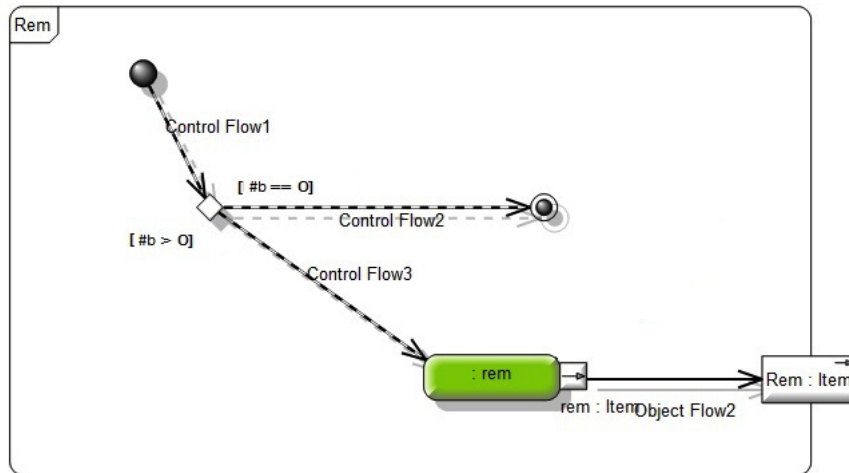 Rem
Control Flow1
[ #b == O]
Control Flow2
[ #b > O]
Control Flow3
: rem
Rem : Item
rem : Item
Object Flow2